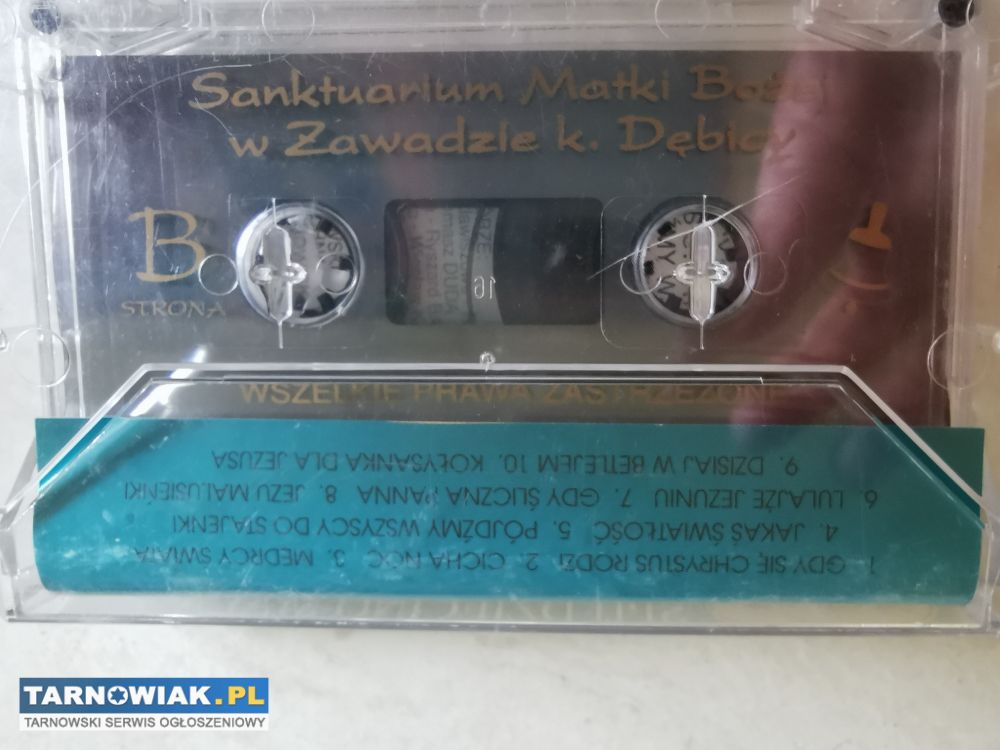 Sanktuarium Matki Bożej
w Zawadzie k. Dębicy
B
STRONA
16
WSZELKIE PRAWA ZASTRZEŻONE
1. GDY SIĘ CHRYSTUS RODZI 2. CICHA NOC 3. MĘDRCY ŚWIATA
4. JAKAŚ ŚWIATŁOŚĆ 5. PÓJDŹMY WSZYSCY DO STAJENKI
6. LULAJŻE JEZUNIU 7. GDY ŚLICZNA PANNA 8. JEZU MALUSIEŃKI
9. DZISIAJ W BETLEJEM 10. KOŁYSANKA DLA JEZUSA
TARNOWIAK.PL
TARNOWSKI SERWIS OGŁOSZENIOWY